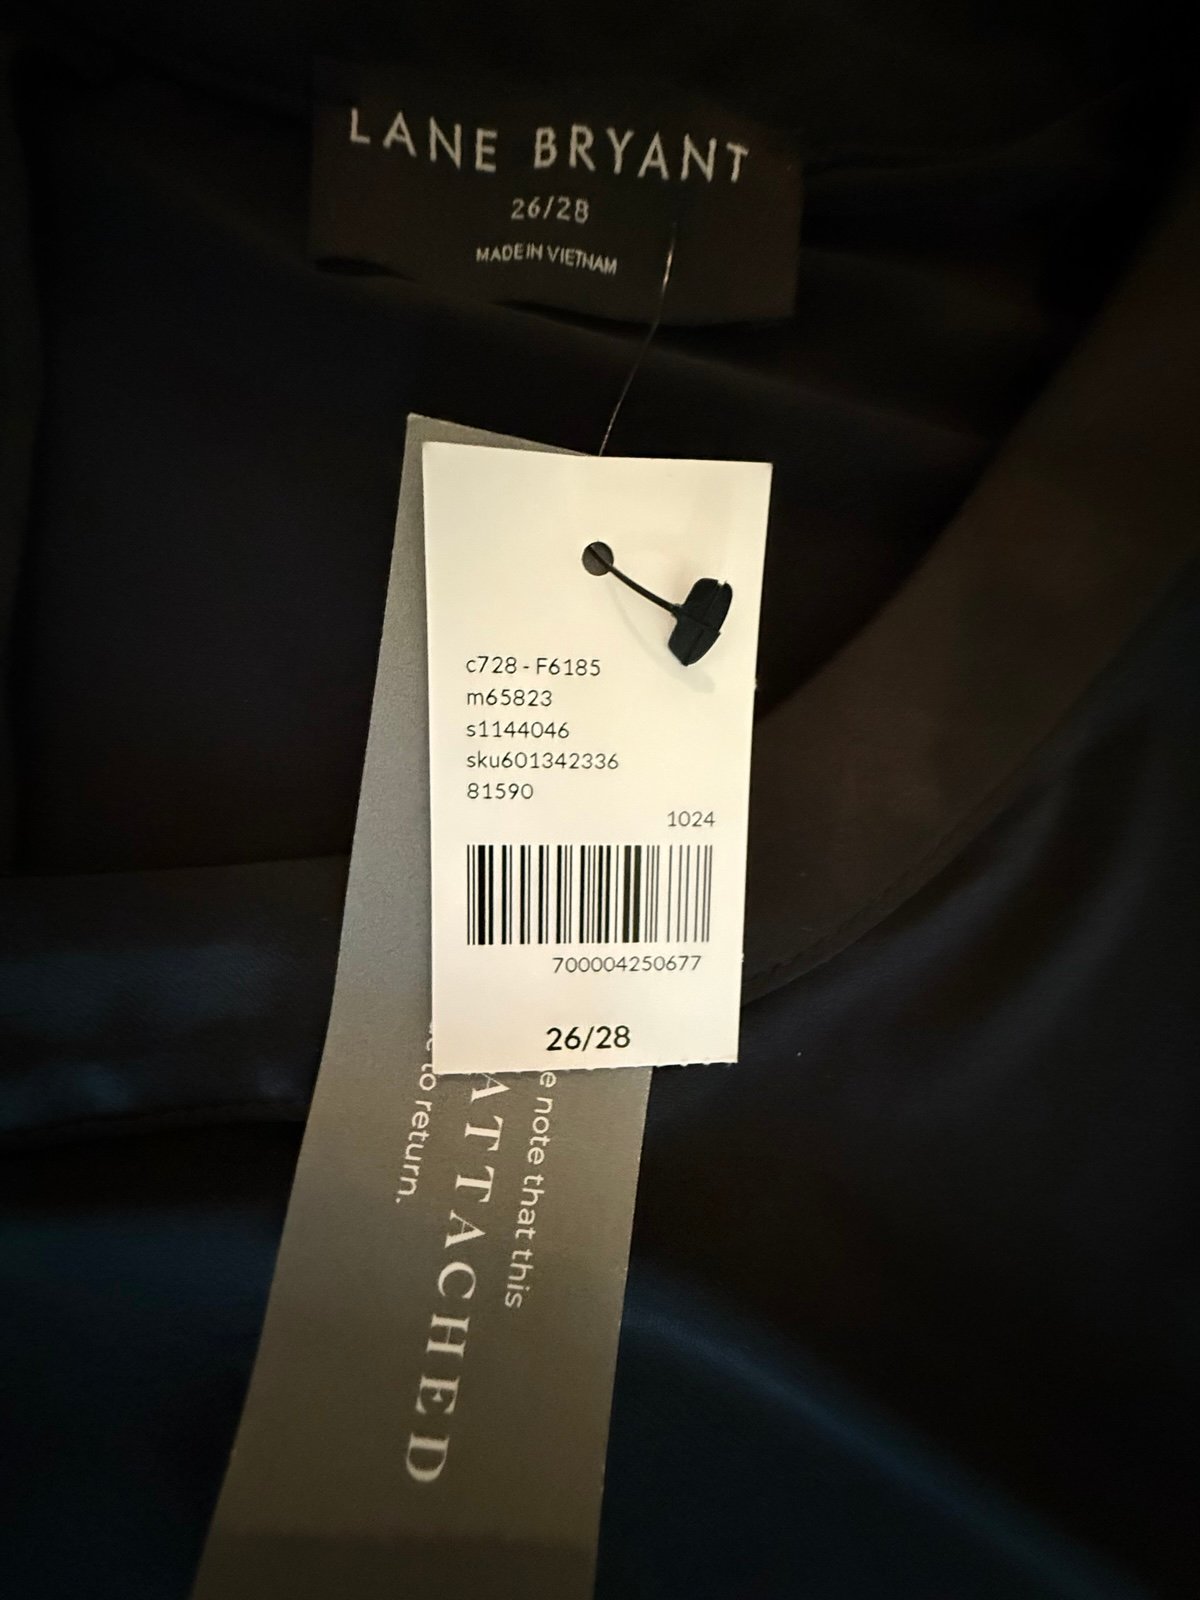 LANE BRYANT
26/28
MADE IN VIETNAM
c728 - F6185
m65823
s1144046
sku601342336
81590
1024
700004250677
26/28
note that this
ATTACHED
to return.